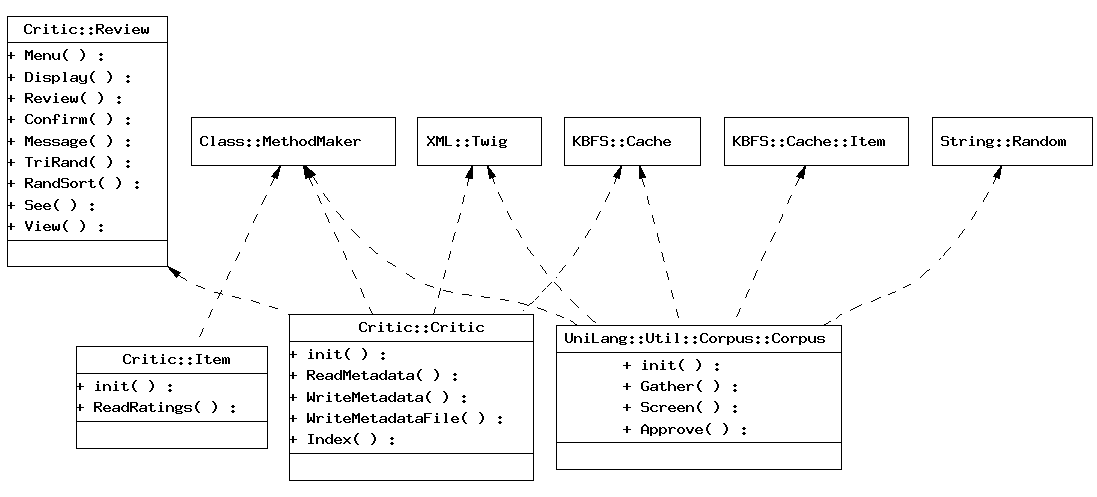 Critic::Review
+ Menu( ) :
+ Display( ) :
+ Review( ) :
+ Confirm( ) :
+ Message( ) :
+ TriRand( ) :
+ RandSort( ) :
+ See( ) :
+ View( ) :
Class::MethodMaker
XML::Twig
KBFS::Cache
KBFS::Cache::Item
String::Random
Critic::Item
+ init( ) :
+ ReadRatings( ) :
Critic::Critic
+ init( ) :
+ ReadMetadata( ) :
+ WriteMetadata( ) :
+ WriteMetadataFile( ) :
+ Index( ) :
UniLang::Util::Corpus::Corpus
+ init( ) :
+ Gather( ) :
+ Screen( ) :
+ Approve( ) :